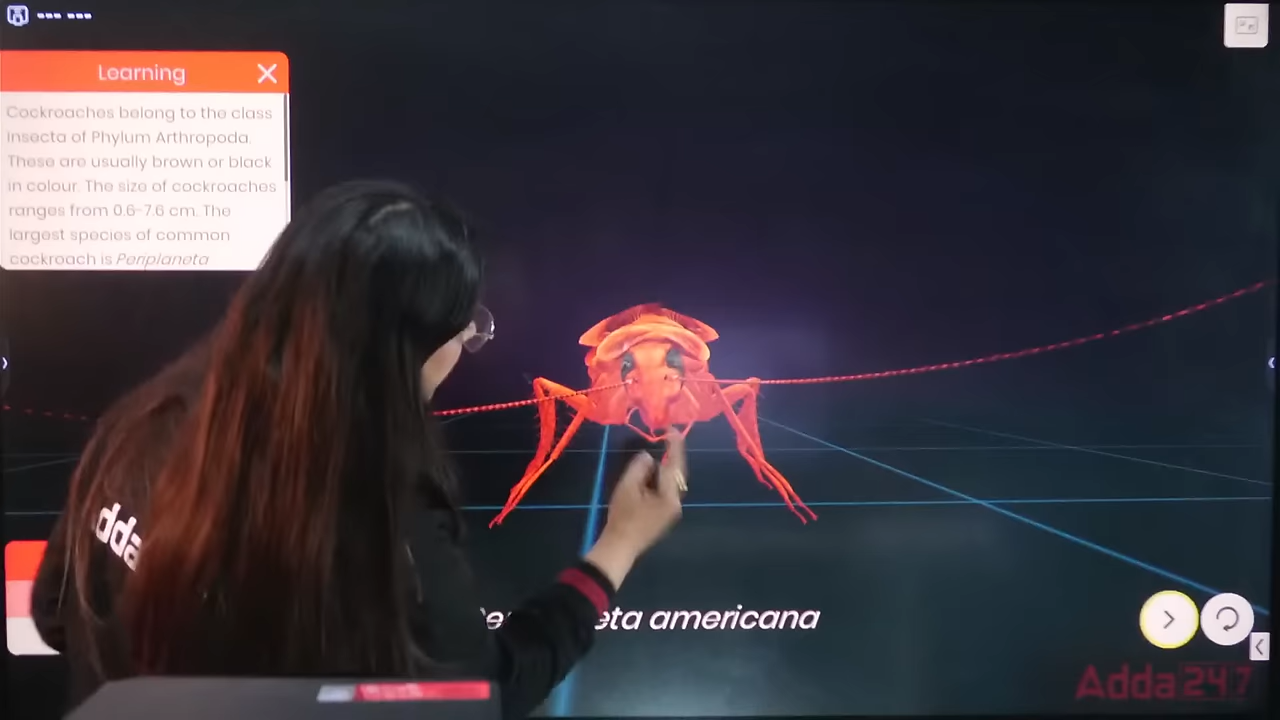 Learning
Cockroaches belong to the class
Insecta of Phylum Arthropoda.
These are usually brown or black
in colour. The size of cockroaches
ranges from 0.6-7.6 cm. The
largest species of common
cockroach is Periplaneta
dda
eta americana
Adda247